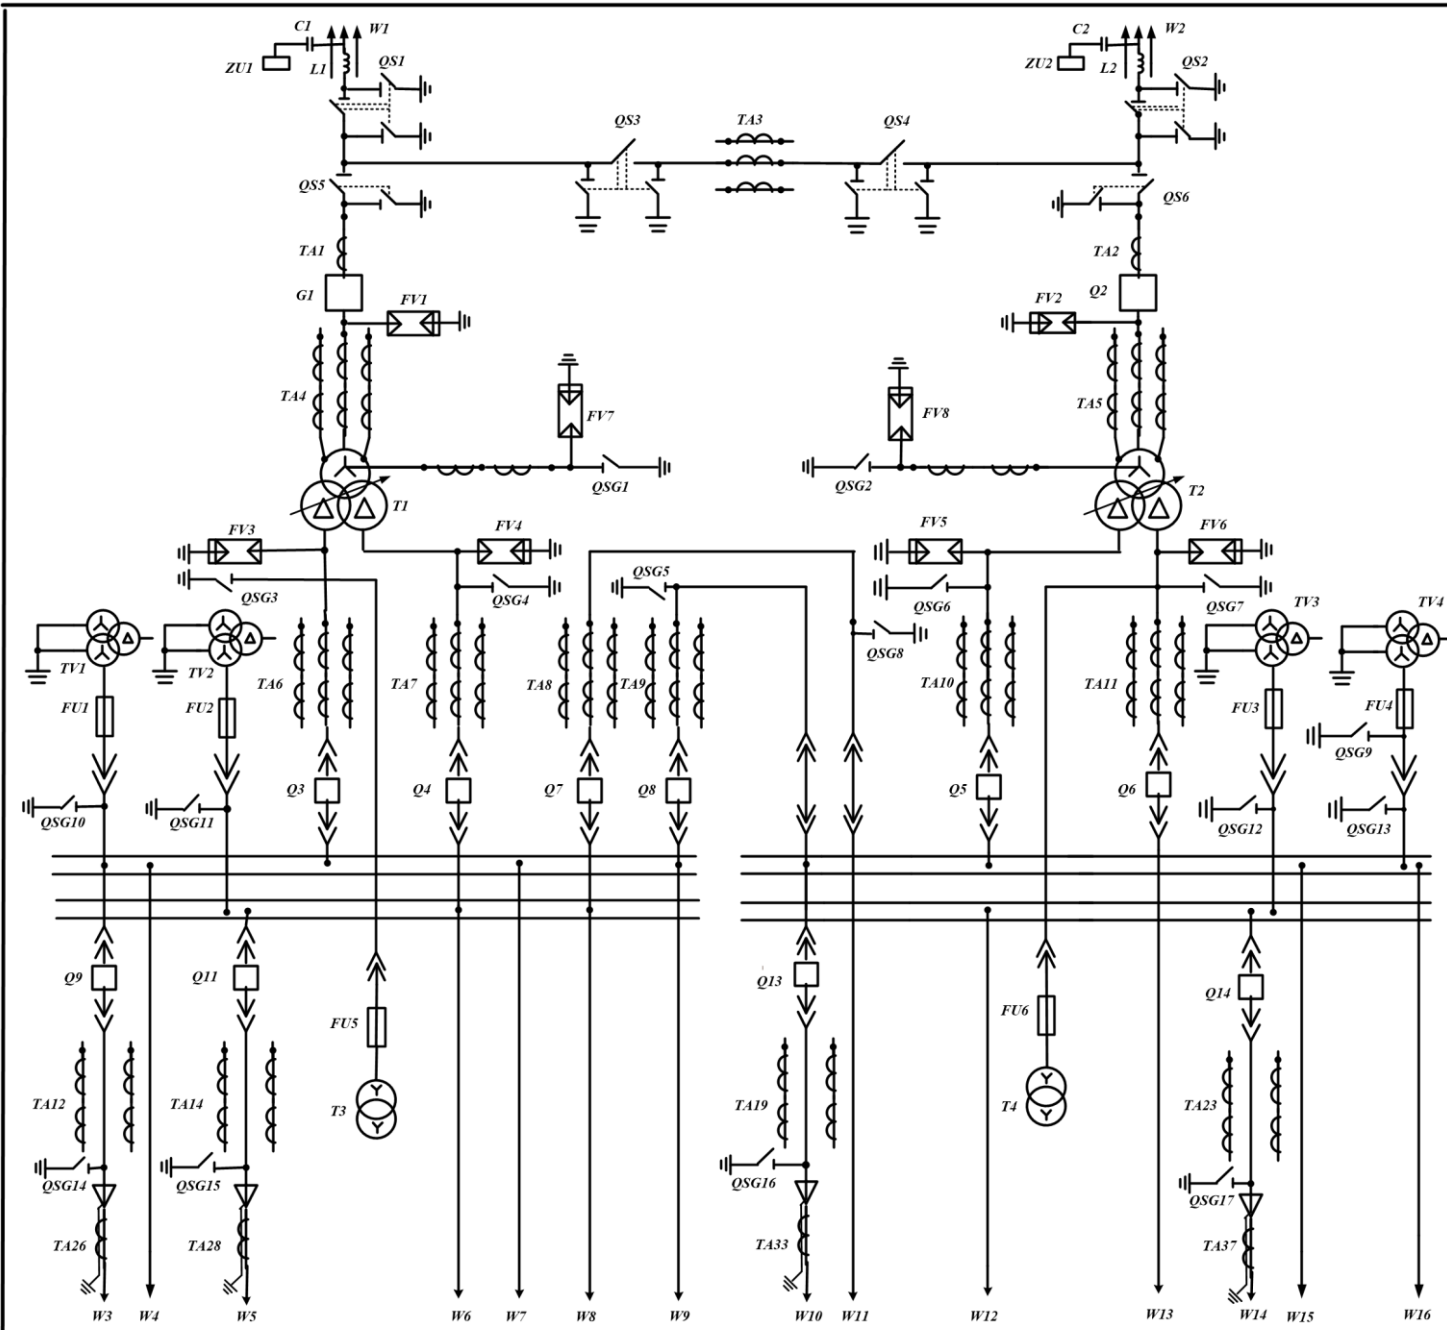 C1 W1 C2 W2
ZU1 L1 QS1 ZU2 L2 QS2
QS3 TA3 QS4
QS5 QS6
TA1 TA2
G1 FV1 FV2 Q2
TA4 FV7 FV8 TA5
QSG1 QSG2
T1 T2
FV3 FV4 FV5 FV6
QSG3 QSG4 QSG5 QSG6 QSG7
TV3 TV4
TV1 TV2 QSG8
TA6 TA7 TA8 TA9 TA10 TA11
FU1 FU2 FU3 FU4
QSG9
Q3 Q4 Q7 Q8 Q5 Q6
QSG10 QSG11 QSG12 QSG13
Q9 Q11 Q13 Q14
FU5 FU6
TA12 TA14 T3 TA19 T4 TA23
QSG14 QSG15 QSG16 QSG17
TA26 TA28 TA33 TA37
W3 W4 W5 W6 W7 W8 W9 W10 W11 W12 W13 W14 W15 W16